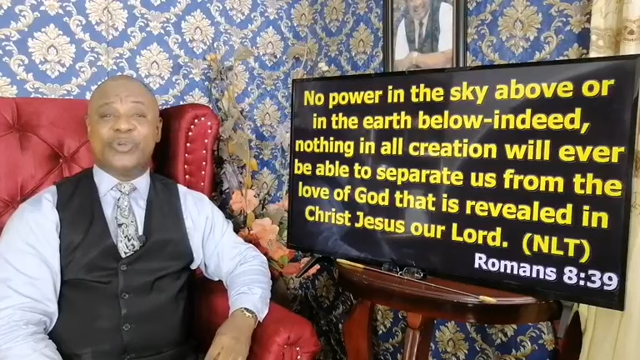 No power in the sky above or
in the earth below-indeed,
nothing in all creation will ever
be able to separate us from the
love of God that is revealed in
Christ Jesus our Lord. (NLT)
Romans 8:39